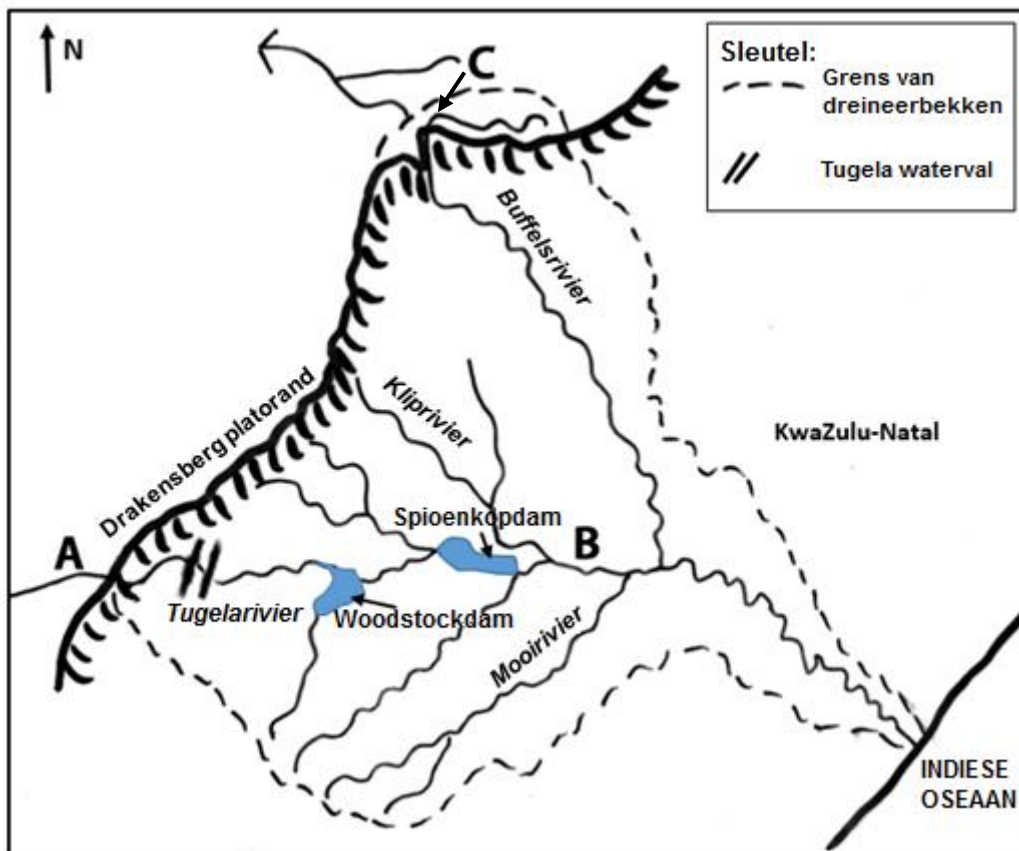 N
C
Sleutel:
Grens van
dreineerbekken
Tugela waterval
Buffelsrivier
Drakensberg platorand
Kliprivier
KwaZulu-Natal
Spioenkopdam
A
B
Tugelarivier
Woodstockdam
Mooirivier
INDIESE
OSEAAN